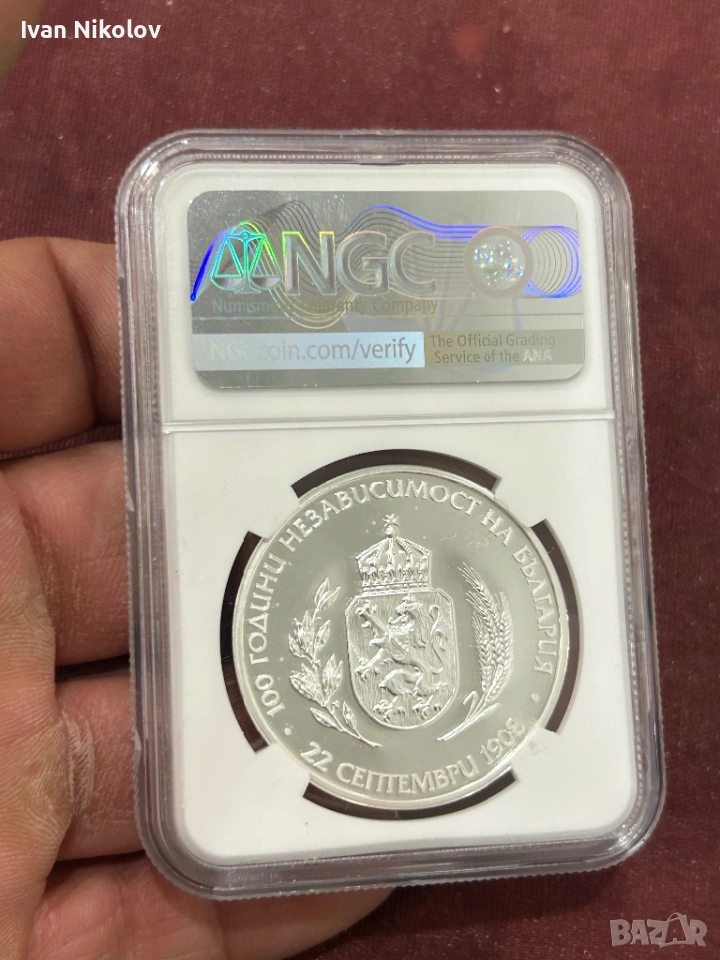 Ivan Nikolov
NGC
Numismatic Guaranty Company
NGCcoin.com/verify
The Official Grading
Service of the ANA
100 ГОДИНИ НЕЗАВИСИМОСТ НА БЪЛГАРИЯ
22 СЕПТЕМВРИ 1908
BAZAR